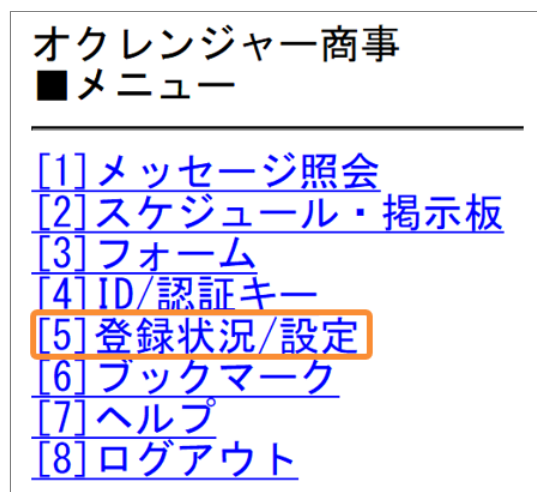 オクレンジャー商事
■メニュー
[1]メッセージ照会
[2]スケジュール・掲示板
[3]フォーム
[4]ID/認証キー
[5]登録状況/設定
[6]ブックマーク
[7]ヘルプ
[8]ログアウト